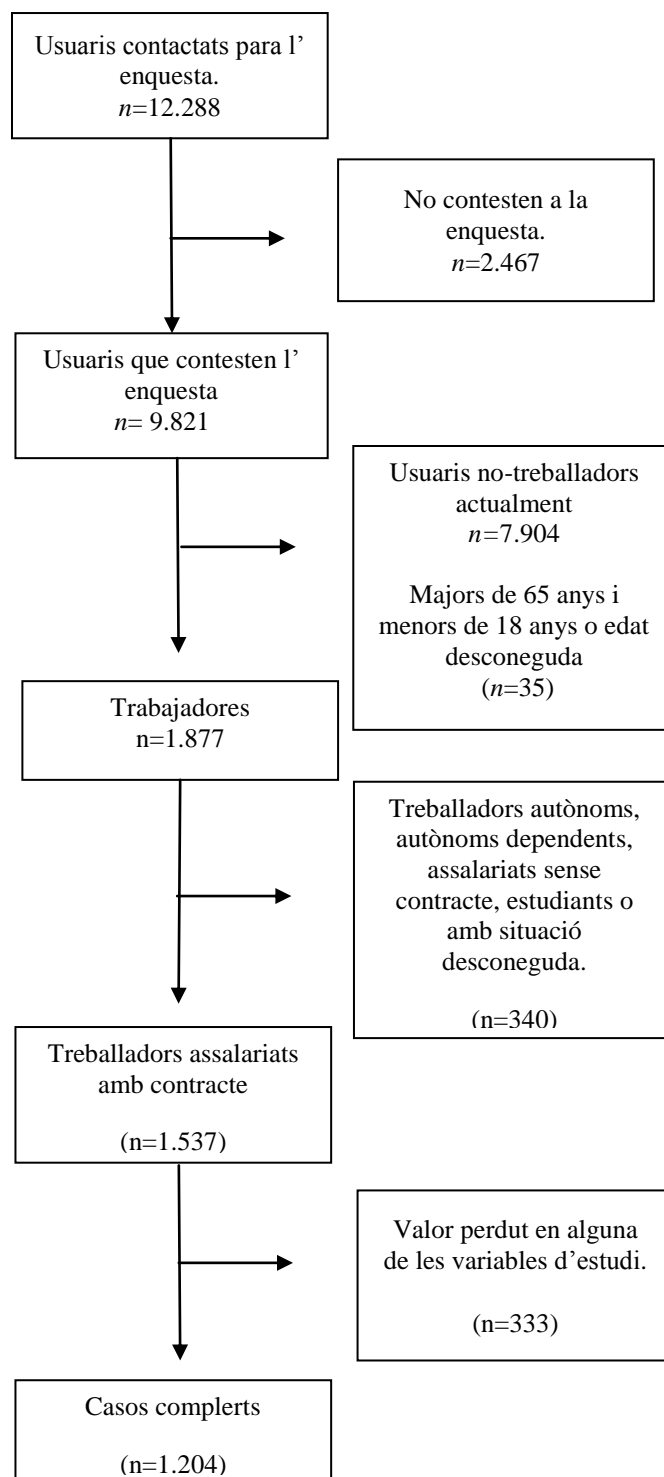 Usuaris contactats para l’
enquesta.
n=12.288
No contesten a la
enquesta.
n=2.467
Usuaris que contesten l’
enquesta
n= 9.821
Usuaris no-treballadors
actualment
n=7.904
Majors de 65 anys i
menors de 18 anys o edat
desconeguda
(n=35)
Trabajadores
n=1.877
Treballadors autònoms,
autònoms dependents,
assalariats sense
contracte, estudiants o
amb situació
desconeguda.
(n=340)
Treballadors assalariats
amb contracte
(n=1.537)
Valor perdut en alguna
de les variables d’estudi.
(n=333)
Casos complerts
(n=1.204)